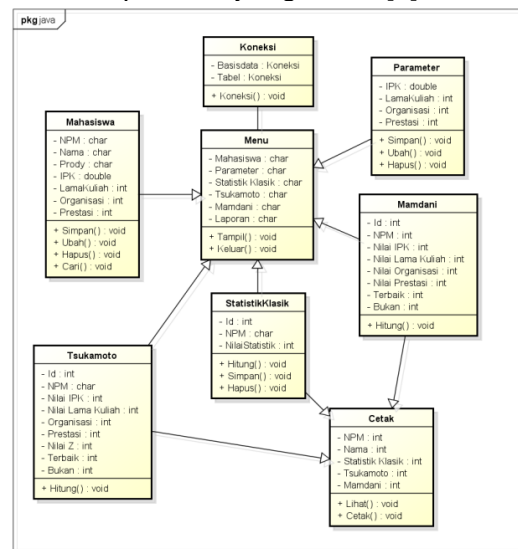 pkg java
Koneksi
- Basisdata : Koneksi
- Tabel : Koneksi
+ Koneksi() : void
Parameter
- IPK : double
- LamaKuliah : int
- Organisasi : int
- Prestasi : int
+ Simpan() : void
+ Ubah() : void
+ Hapus() : void
Mahasiswa
- NPM : char
- Nama : char
- Prody : char
- IPK : double
- LamaKuliah : int
- Organisasi : int
- Prestasi : int
+ Simpan() : void
+ Ubah() : void
+ Hapus() : void
+ Cari() : void
Menu
- Mahasiswa : char
- Parameter : char
- Statistik Klasik : char
- Tsukamoto : char
- Mamdani : char
- Laporan : char
+ Tampil() : void
+ Keluar() : void
Mamdani
- Id : int
- NPM : int
- Nilai IPK : int
- Nilai Lama Kuliah : int
- Nilai Organisasi : int
- Nilai Prestasi : int
- Terbaik : int
- Bukan : int
+ Hitung() : void
StatistikKlasik
- Id : int
- NPM : char
- NilaiStatistik : int
+ Hitung() : void
+ Simpan() : void
+ Hapus() : void
Tsukamoto
- Id : int
- NPM : char
- Nilai IPK : int
- Nilai Lama Kuliah : int
- Organisasi : int
- Prestasi : int
- Nilai Z : int
- Terbaik : int
- Bukan : int
+ Hitung() : void
Cetak
- NPM : int
- Nama : int
- Statistik Klasik : int
- Tsukamoto : int
- Mamdani : int
+ Lihat() : void
+ Cetak() : void